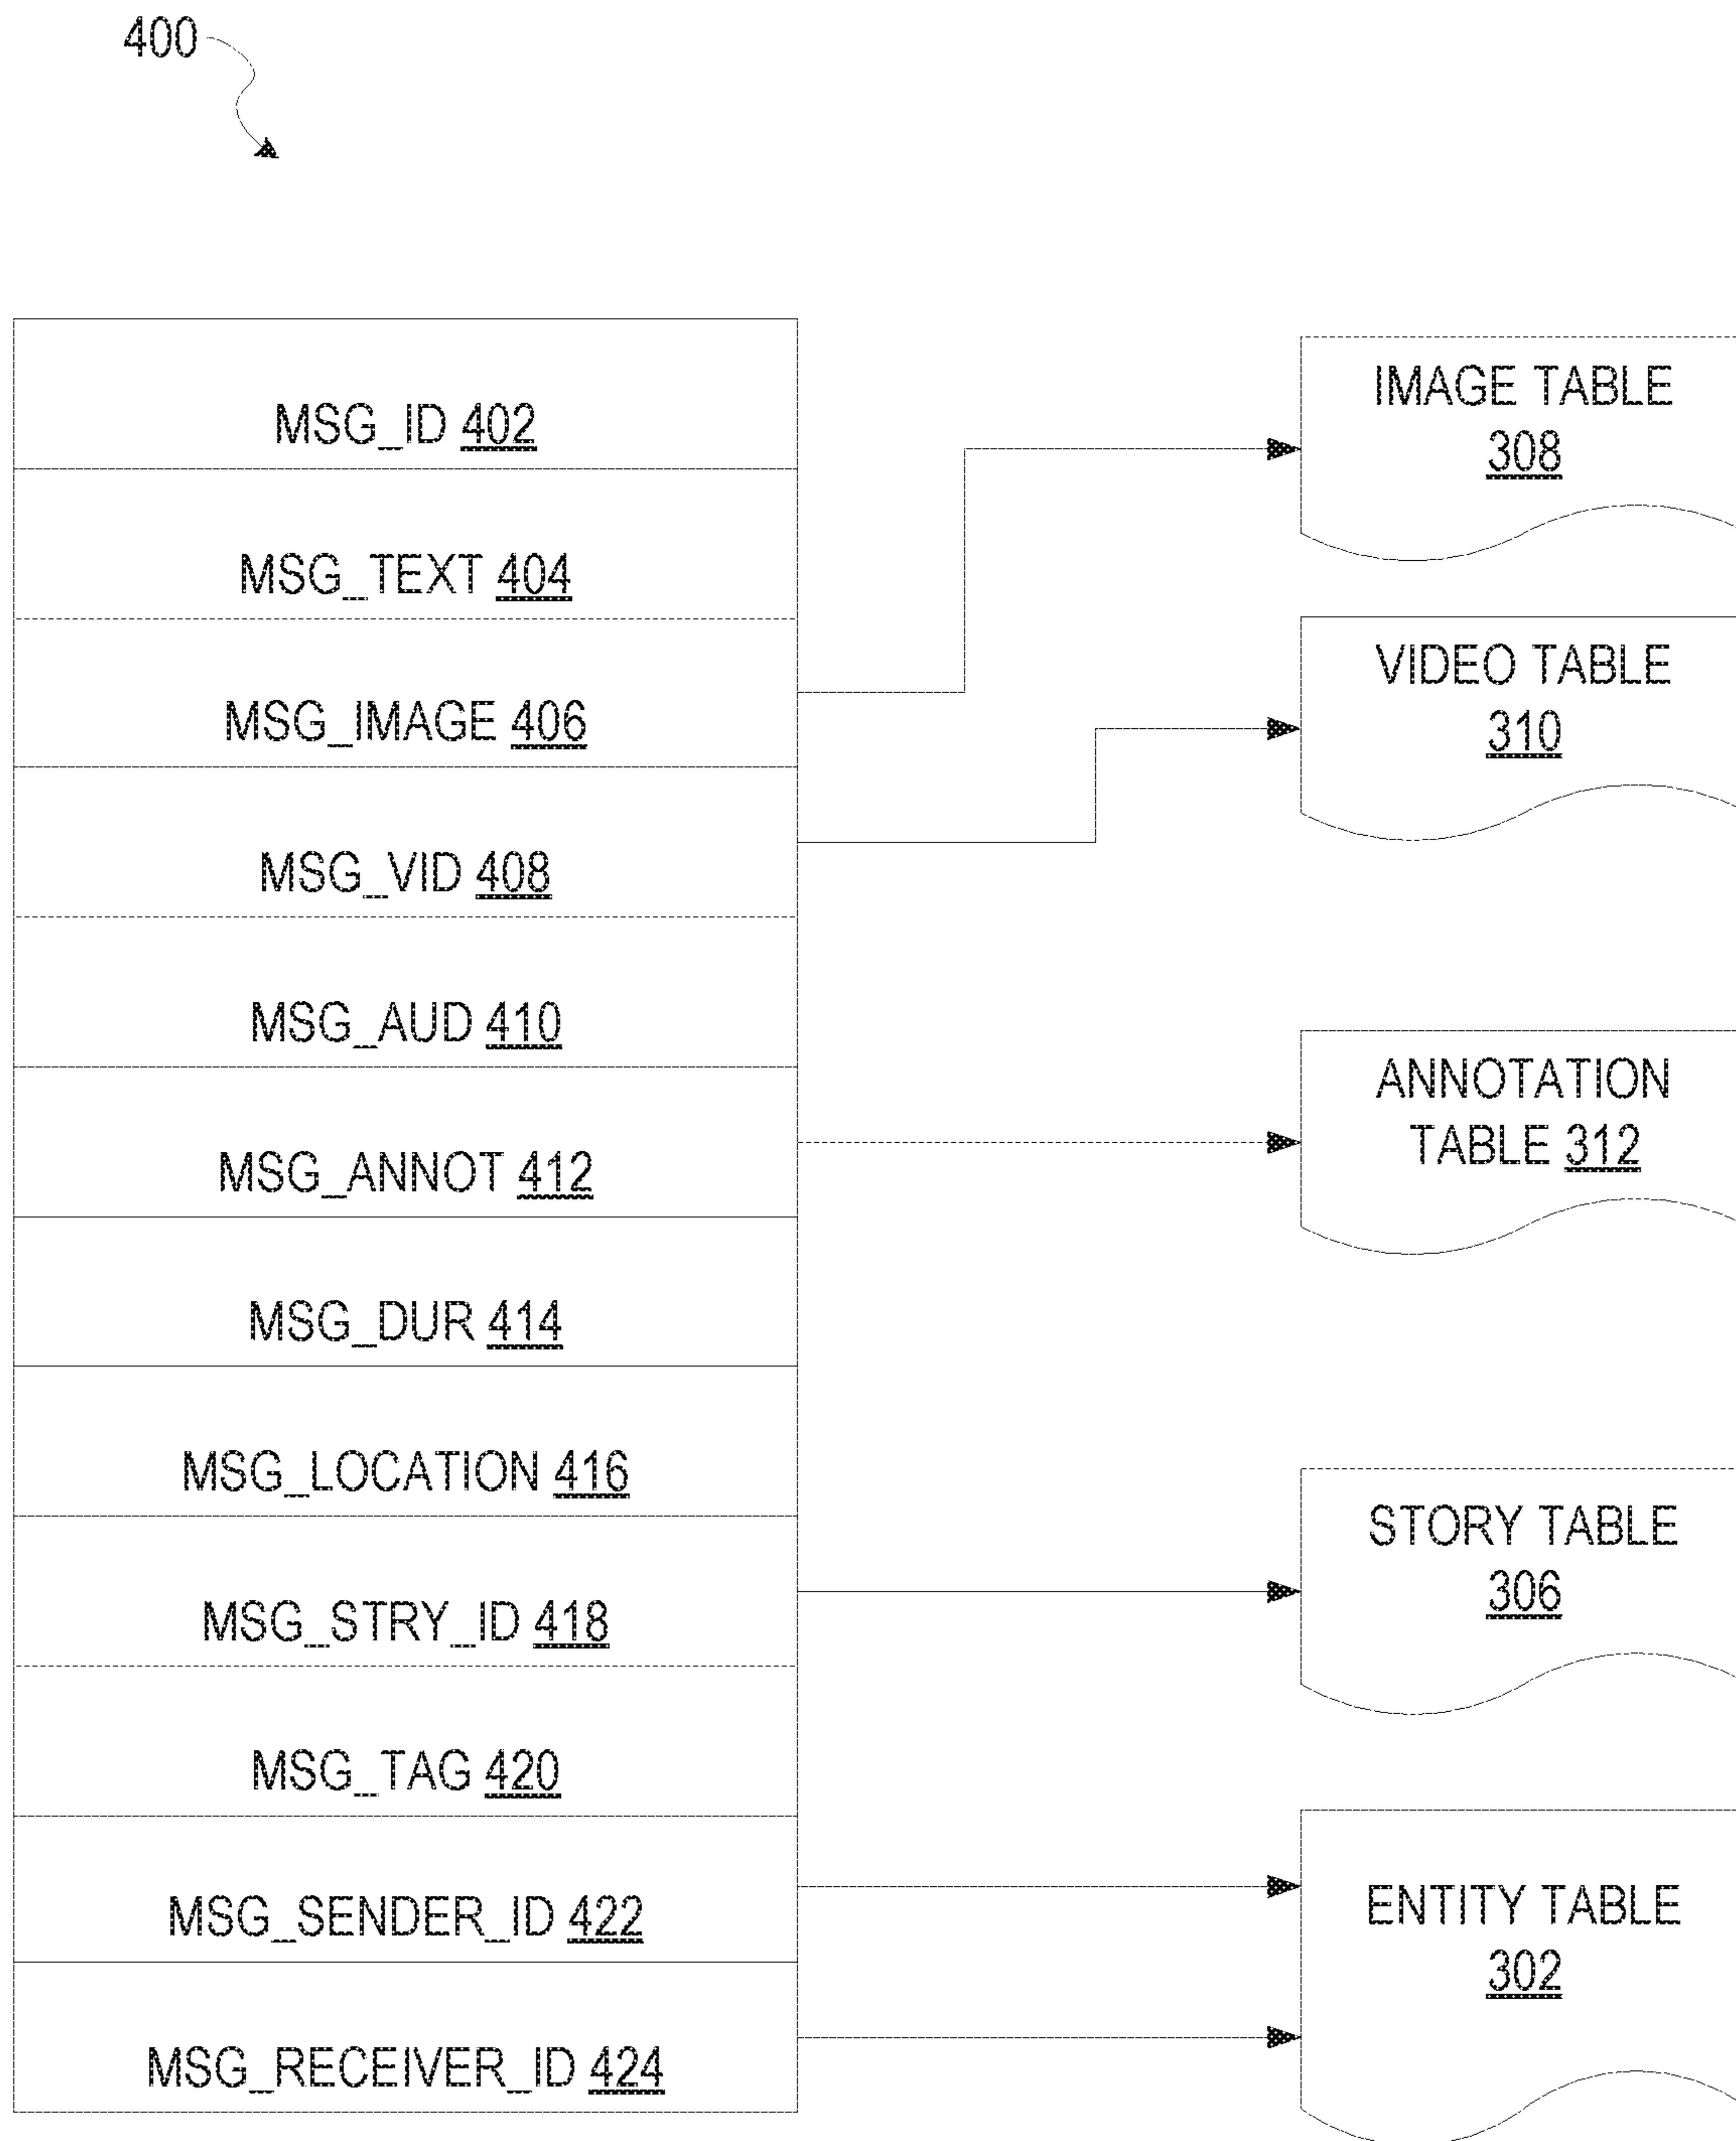 400
MSG_ID 402
MSG_TEXT 404
MSG_IMAGE 406
MSG_VID 408
MSG_AUD 410
MSG_ANNOT 412
MSG_DUR 414
MSG_LOCATION 416
MSG_STRY_ID 418
MSG_TAG 420
MSG_SENDER_ID 422
MSG_RECEIVER_ID 424
IMAGE TABLE
308
VIDEO TABLE
310
ANNOTATION
TABLE 312
STORY TABLE
306
ENTITY TABLE
302